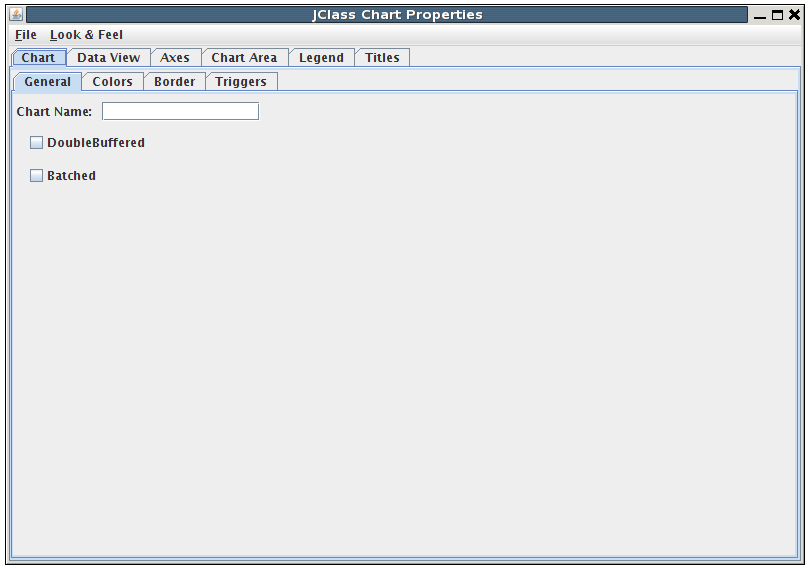 JClass Chart Properties
File Look & Feel
Chart Data View Axes Chart Area Legend Titles
General Colors Border Triggers
Chart Name:
DoubleBuffered
Batched